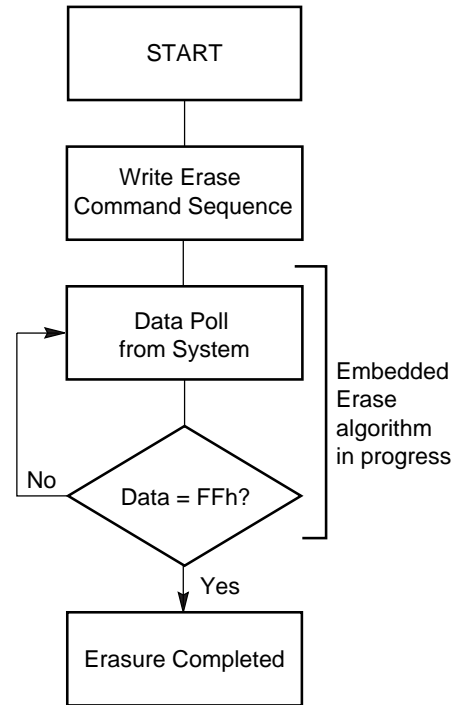 START
Write Erase
Command Sequence
Data Poll
from System
Embedded
Erase
algorithm
in progress
No
Data = FFh?
Yes
Erasure Completed